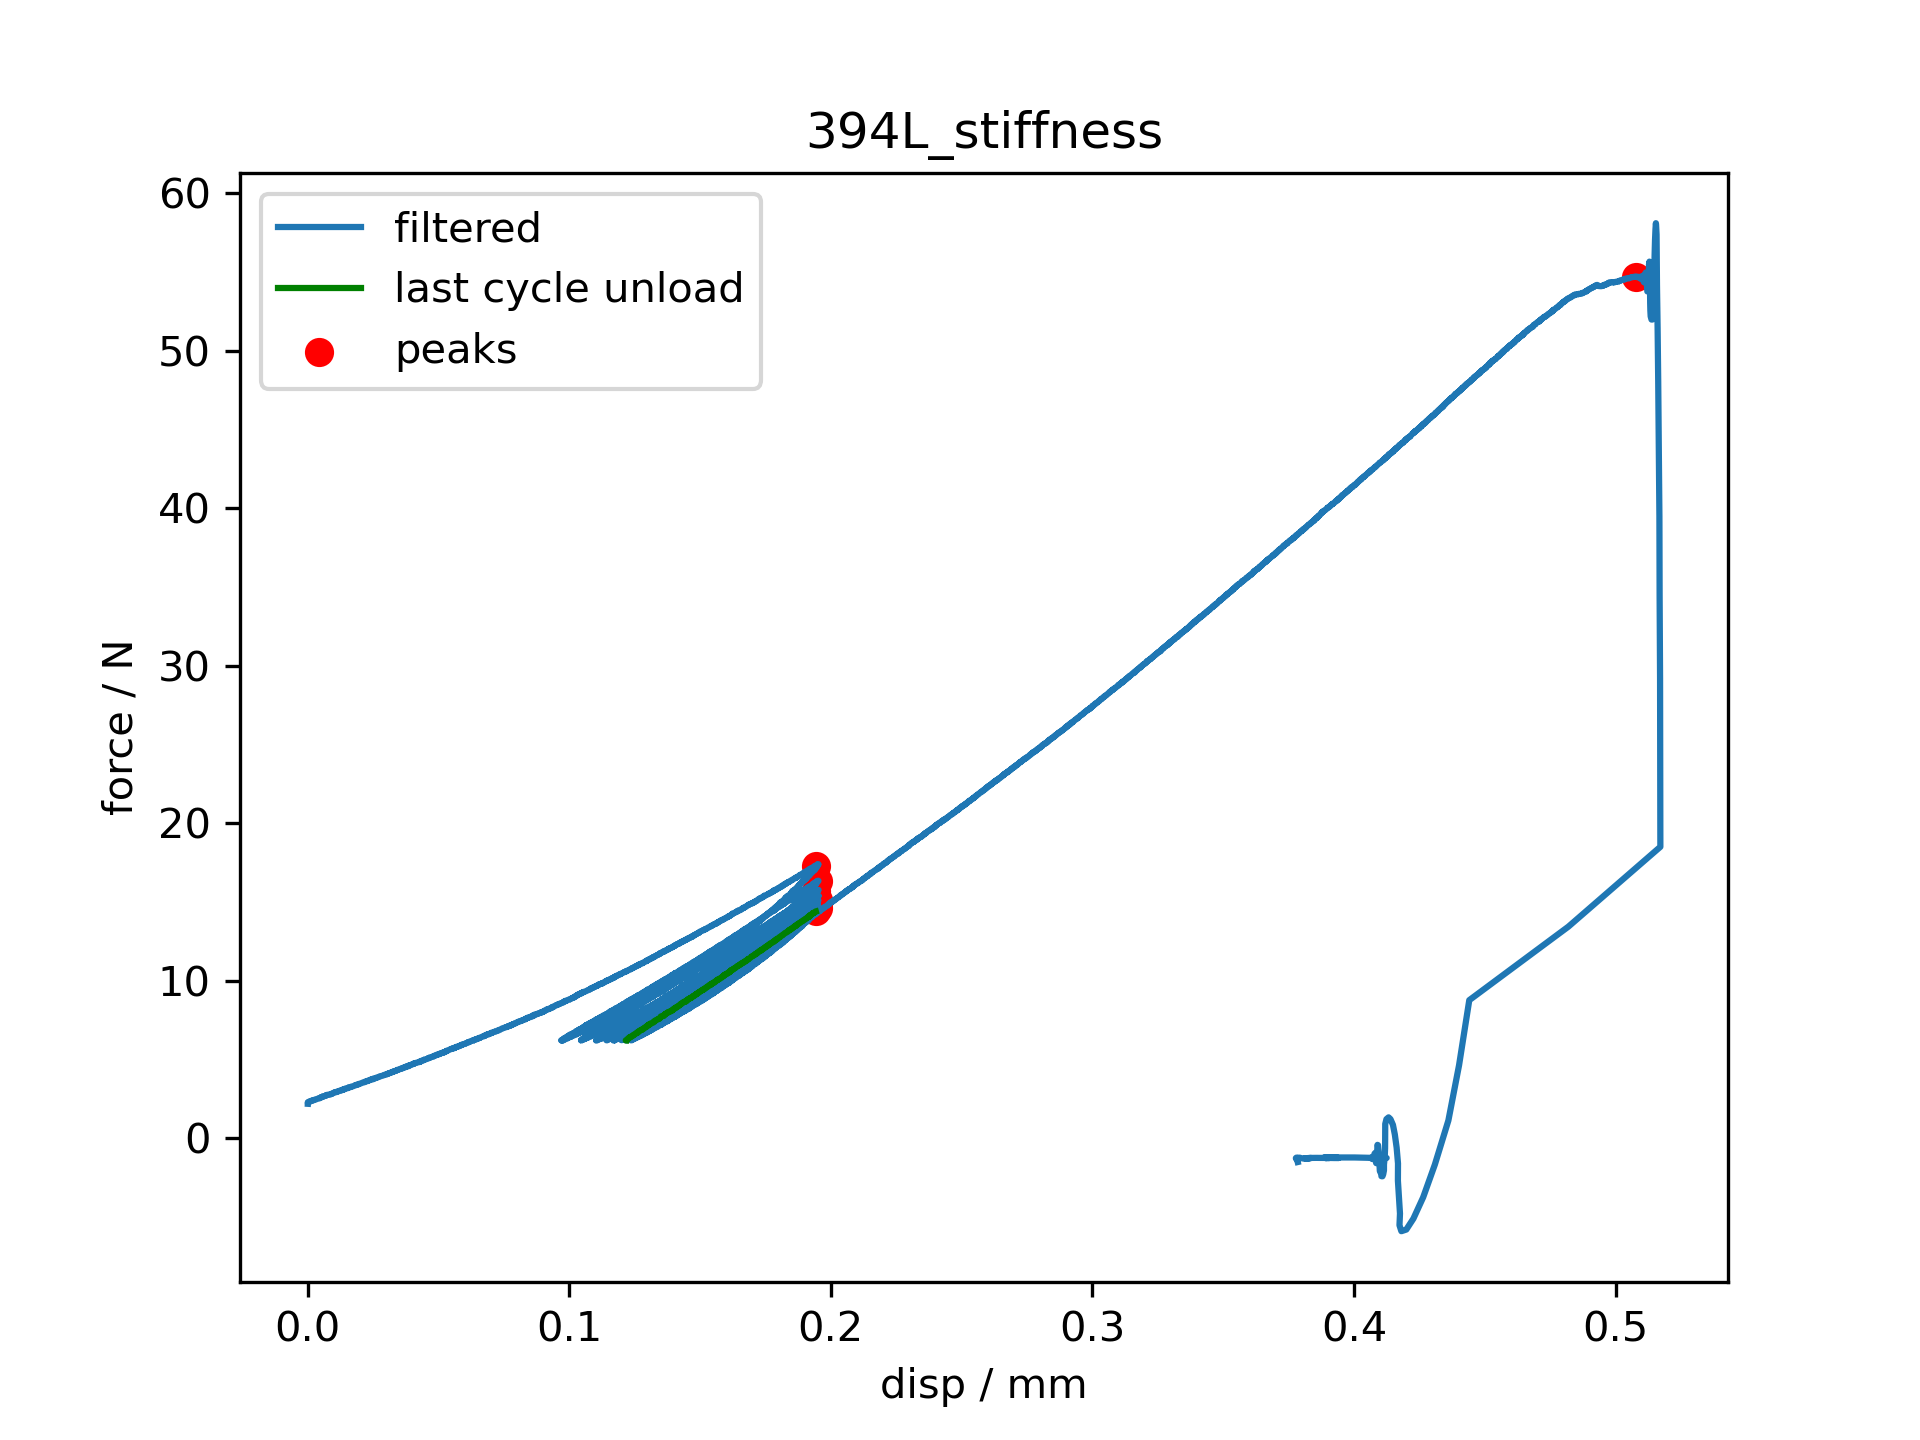 394L_stiffness
filtered
last cycle unload
peaks
60
50
40
30
20
10
0
force / N
0.0 0.1 0.2 0.3 0.4 0.5
disp / mm